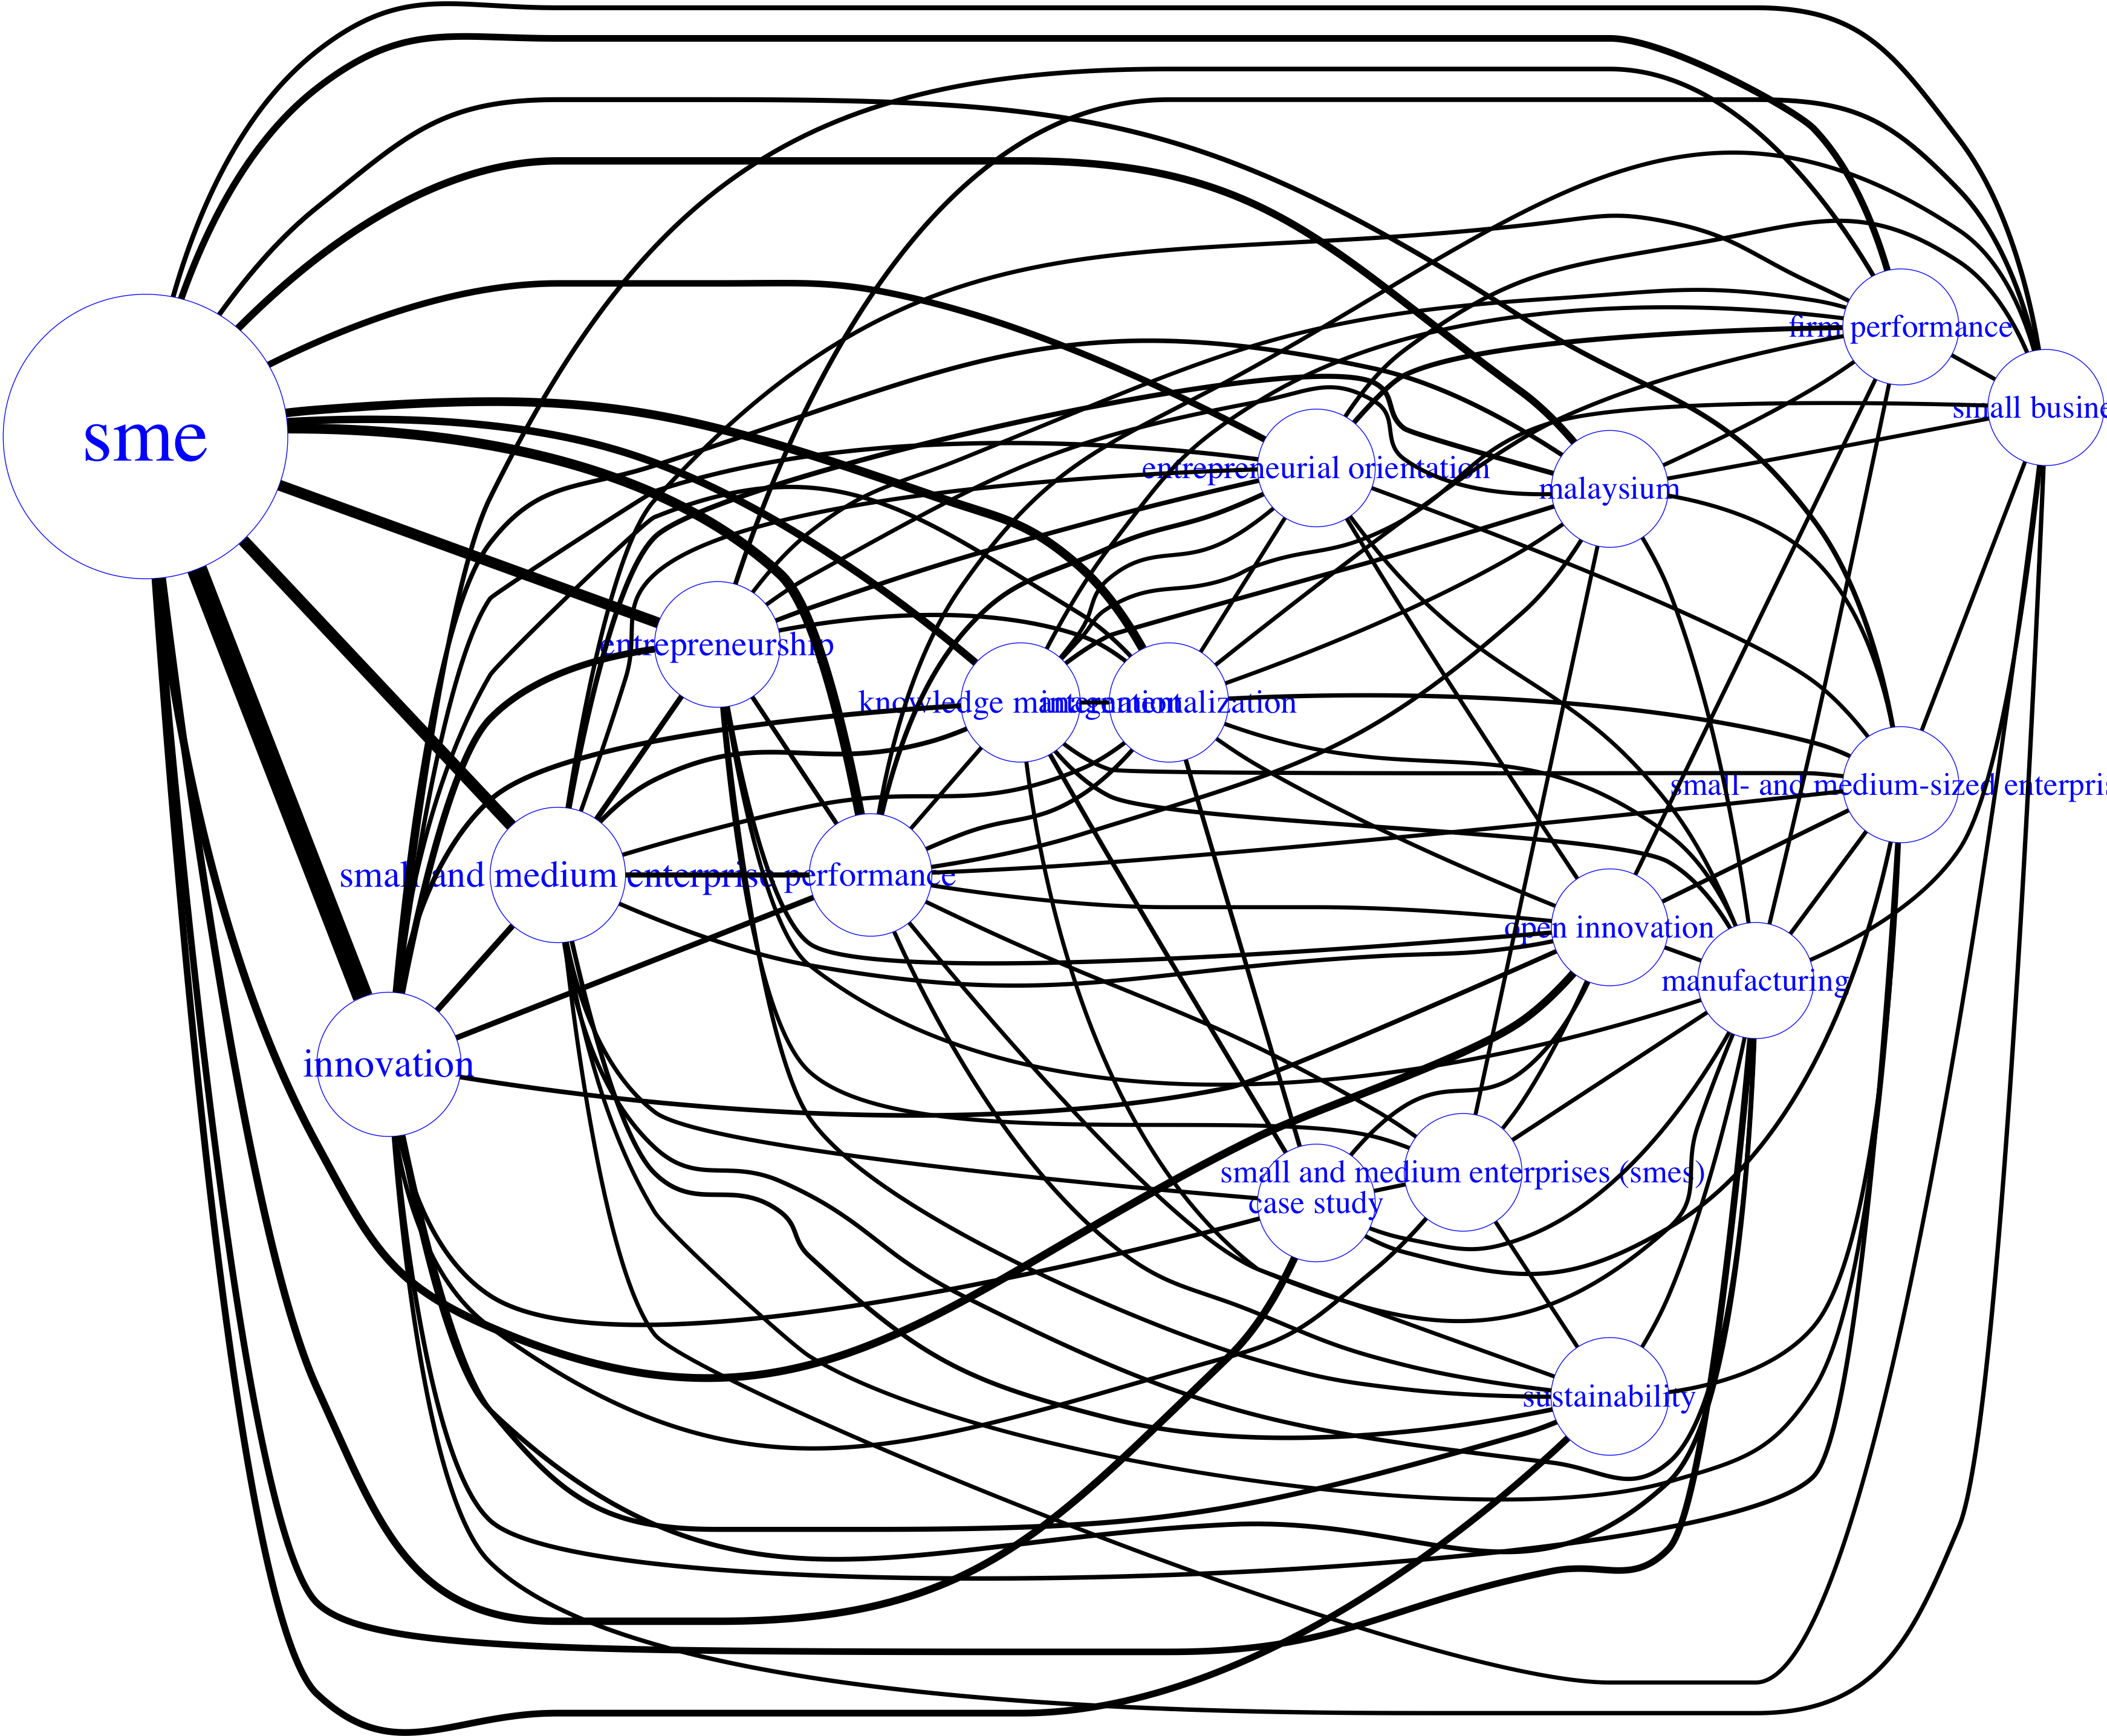 firm performance
small busine
sme
entrepreneurial orientation
malaysium
entrepreneurship
knowledge management
internationalization
small- and medium-sized enterpris
small and medium enterprise
performance
open innovation
manufacturing
innovation
small and medium enterprises (smes)
case study
sustainability